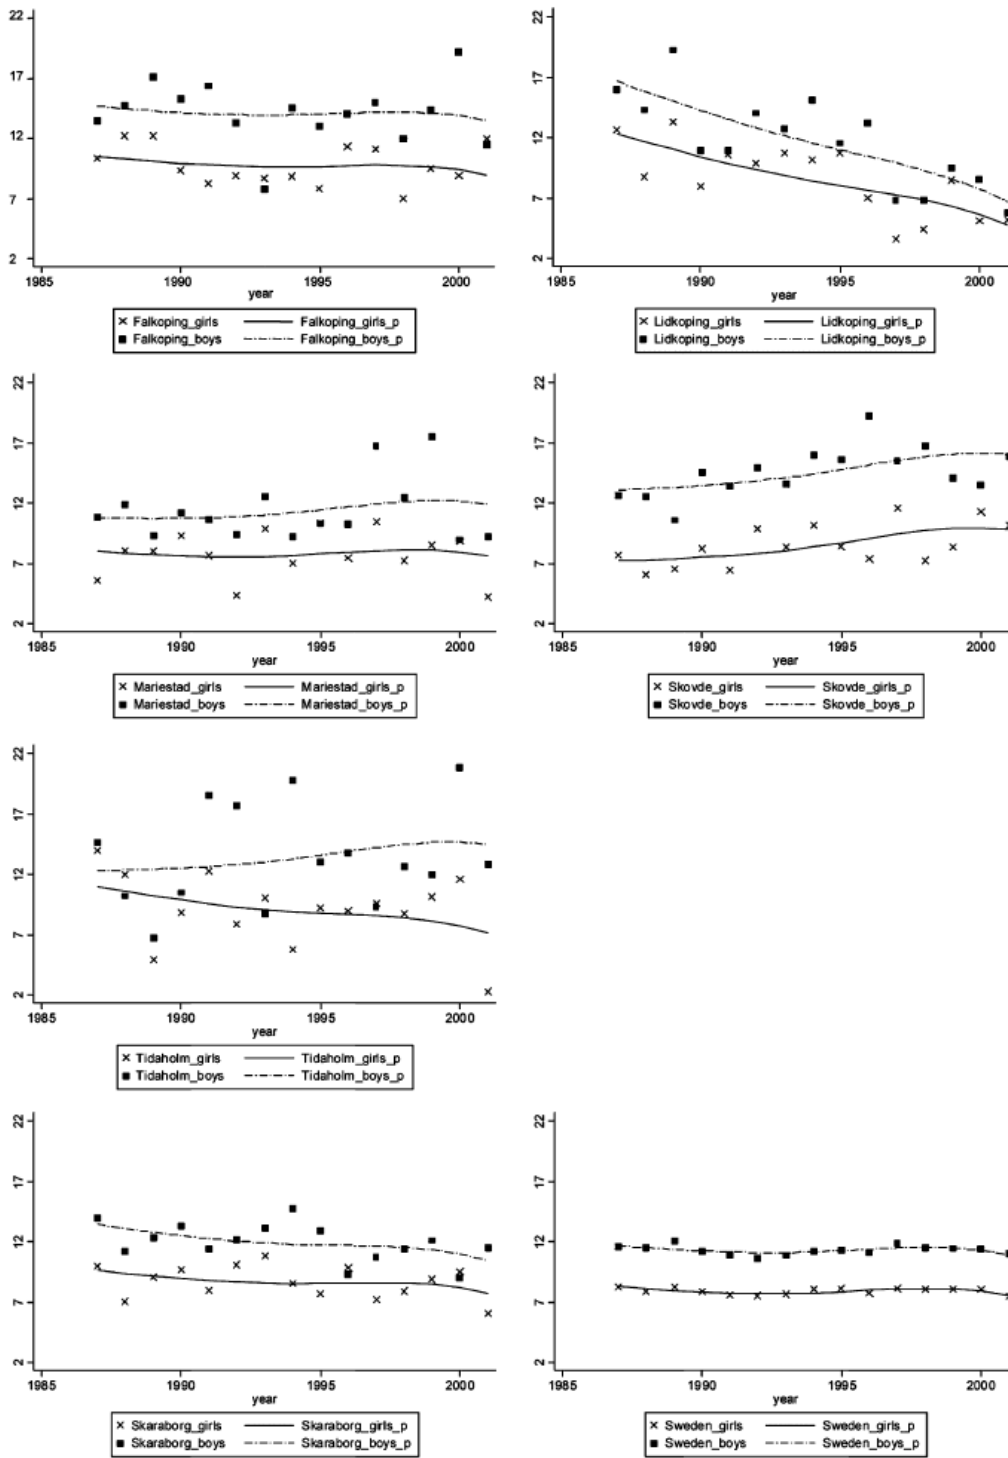 22
17
12
7
2
1985 1990 1995 2000
year
Falkoping_girls Falkoping_girls_p
Falkoping_boys Falkoping_boys_p
22
17
12
7
2
1985 1990 1995 2000
year
Lidkoping_girls Lidkoping_girls_p
Lidkoping_boys Lidkoping_boys_p
22
17
12
7
2
1985 1990 1995 2000
year
Mariestad_girls Mariestad_girls_p
Mariestad_boys Mariestad_boys_p
22
17
12
7
2
1985 1990 1995 2000
year
Skovde_girls Skovde_girls_p
Skovde_boys Skovde_boys_p
22
17
12
7
2
1985 1990 1995 2000
year
Tidaholm_girls Tidaholm_girls_p
Tidaholm_boys Tidaholm_boys_p
22
17
12
7
2
1985 1990 1995 2000
year
Skaraborg_girls Skaraborg_girls_p
Skaraborg_boys Skaraborg_boys_p
22
17
12
7
2
1985 1990 1995 2000
year
Sweden_girls Sweden_girls_p
Sweden_boys Sweden_boys_p